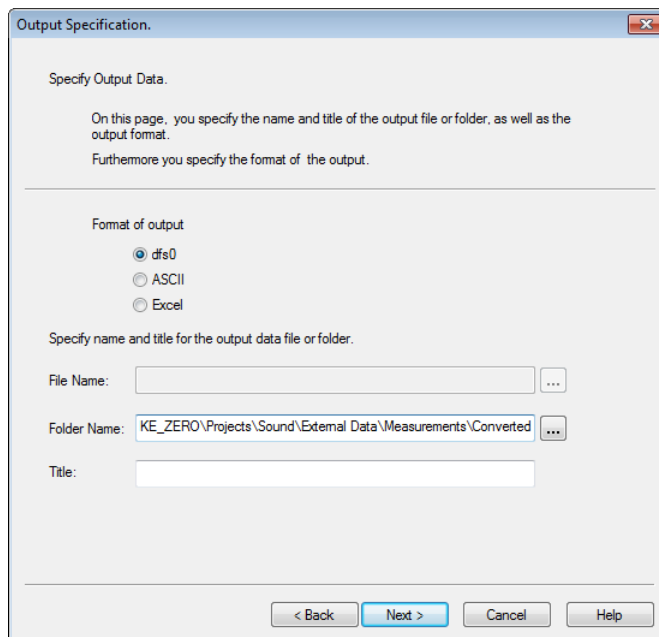 Output Specification.
Specify Output Data.
On this page, you specify the name and title of the output file or folder, as well as the
output format.
Furthermore you specify the format of the output.
Format of output
dfs0
ASCII
Excel
Specify name and title for the output data file or folder.
File Name:
...
Folder Name: KE_ZERO\Projects\Sound\External Data\Measurements\Converted ...
Title:
< Back Next > Cancel Help